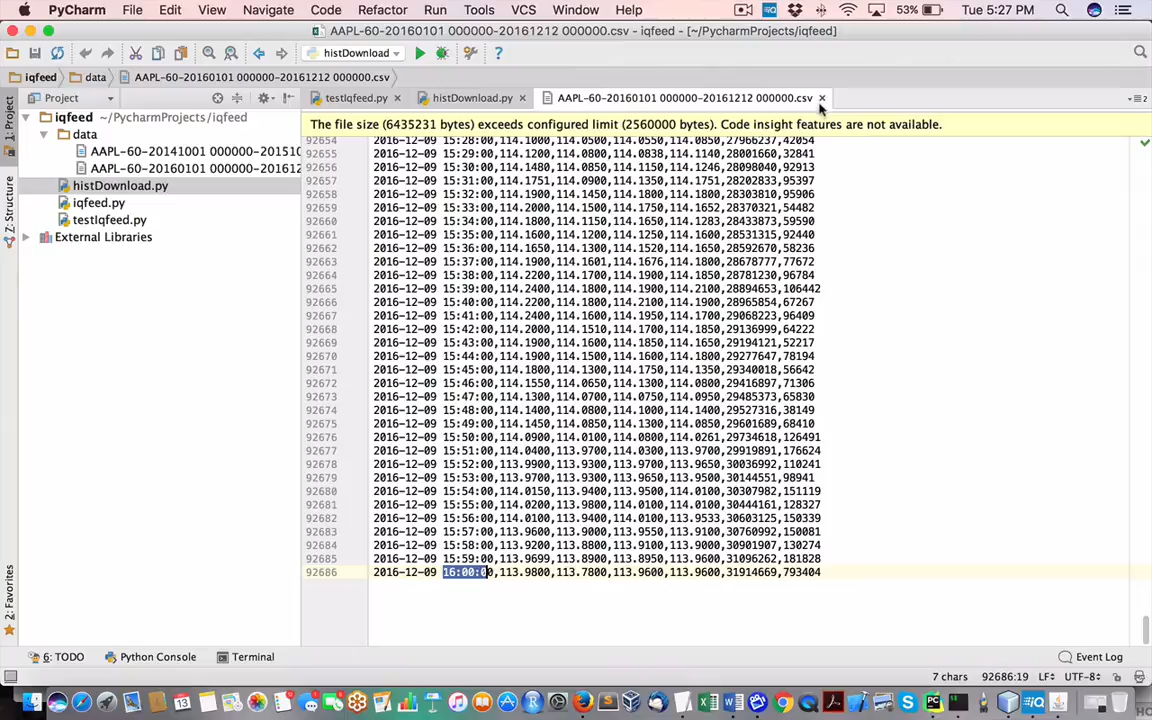 PyCharm File Edit View Navigate Code Refactor Run Tools VCS Window Help 53% Tue 5:27 PM
AAPL-60-20160101 000000-20161212 000000.csv - iqfeed - [~/PycharmProjects/iqfeed]
histDownload
iqfeed data AAPL-60-20160101 000000-20161212 000000.csv
Project testIqfeed.py histDownload.py AAPL-60-20160101 000000-20161212 000000.csv
The file size (6435231 bytes) exceeds configured limit (2560000 bytes). Code insight features are not available.
1: Project
Z: Structure
2: Favorites
iqfeed ~/PycharmProjects/iqfeed
data
AAPL-60-20141001 000000-201510
AAPL-60-20160101 000000-201612
histDownload.py
iqfeed.py
testIqfeed.py
External Libraries
92654 2016-12-09 15:28:00,114.1000,114.0500,114.0550,114.0850,27966237,42054
92655 2016-12-09 15:29:00,114.1200,114.0800,114.0838,114.1140,28001660,32841
92656 2016-12-09 15:30:00,114.1480,114.0850,114.1150,114.1246,28098040,92913
92657 2016-12-09 15:31:00,114.1751,114.0900,114.1350,114.1751,28202833,95397
92658 2016-12-09 15:32:00,114.1900,114.1450,114.1800,114.1800,28303810,95906
92659 2016-12-09 15:33:00,114.2000,114.1500,114.1750,114.1652,28370321,54482
92660 2016-12-09 15:34:00,114.1800,114.1150,114.1650,114.1283,28433873,59590
92661 2016-12-09 15:35:00,114.1600,114.1200,114.1250,114.1600,28531315,92440
92662 2016-12-09 15:36:00,114.1650,114.1300,114.1520,114.1650,28592670,58236
92663 2016-12-09 15:37:00,114.1900,114.1601,114.1676,114.1800,28678777,77672
92664 2016-12-09 15:38:00,114.2200,114.1700,114.1900,114.1850,28781230,96784
92665 2016-12-09 15:39:00,114.2400,114.1800,114.1900,114.2100,28894653,106442
92666 2016-12-09 15:40:00,114.2200,114.1800,114.2100,114.1900,28965854,67267
92667 2016-12-09 15:41:00,114.2400,114.1600,114.1950,114.1700,29068223,96409
92668 2016-12-09 15:42:00,114.2000,114.1510,114.1700,114.1850,29136999,64222
92669 2016-12-09 15:43:00,114.1900,114.1600,114.1850,114.1650,29194121,52217
92670 2016-12-09 15:44:00,114.1900,114.1500,114.1600,114.1800,29277647,78194
92671 2016-12-09 15:45:00,114.1800,114.1300,114.1750,114.1350,29340018,56642
92672 2016-12-09 15:46:00,114.1550,114.0650,114.1300,114.0800,29416897,71306
92673 2016-12-09 15:47:00,114.1300,114.0700,114.0750,114.0950,29485373,65830
92674 2016-12-09 15:48:00,114.1400,114.0800,114.1000,114.1400,29527316,38149
92675 2016-12-09 15:49:00,114.1450,114.0850,114.1300,114.0850,29601689,68410
92676 2016-12-09 15:50:00,114.0900,114.0100,114.0800,114.0261,29734618,126491
92677 2016-12-09 15:51:00,114.0400,113.9700,114.0300,113.9700,29919891,176624
92678 2016-12-09 15:52:00,113.9900,113.9300,113.9700,113.9650,30036992,110241
92679 2016-12-09 15:53:00,113.9700,113.9300,113.9650,113.9500,30144551,98941
92680 2016-12-09 15:54:00,114.0150,113.9400,113.9500,114.0100,30307982,151119
92681 2016-12-09 15:55:00,114.0200,113.9800,114.0100,114.0100,30444161,128327
92682 2016-12-09 15:56:00,114.0100,113.9400,114.0100,113.9533,30603125,150339
92683 2016-12-09 15:57:00,113.9600,113.9000,113.9550,113.9100,30760992,150081
92684 2016-12-09 15:58:00,113.9200,113.8800,113.9100,113.9000,30901907,130274
92685 2016-12-09 15:59:00,113.9699,113.8900,113.8950,113.9600,31096262,181828
92686 2016-12-09 16:00:00,113.9800,113.7800,113.9600,113.9600,31914669,793404
6: TODO Python Console Terminal Event Log
7 chars 92686:19 LF÷ UTF-8÷